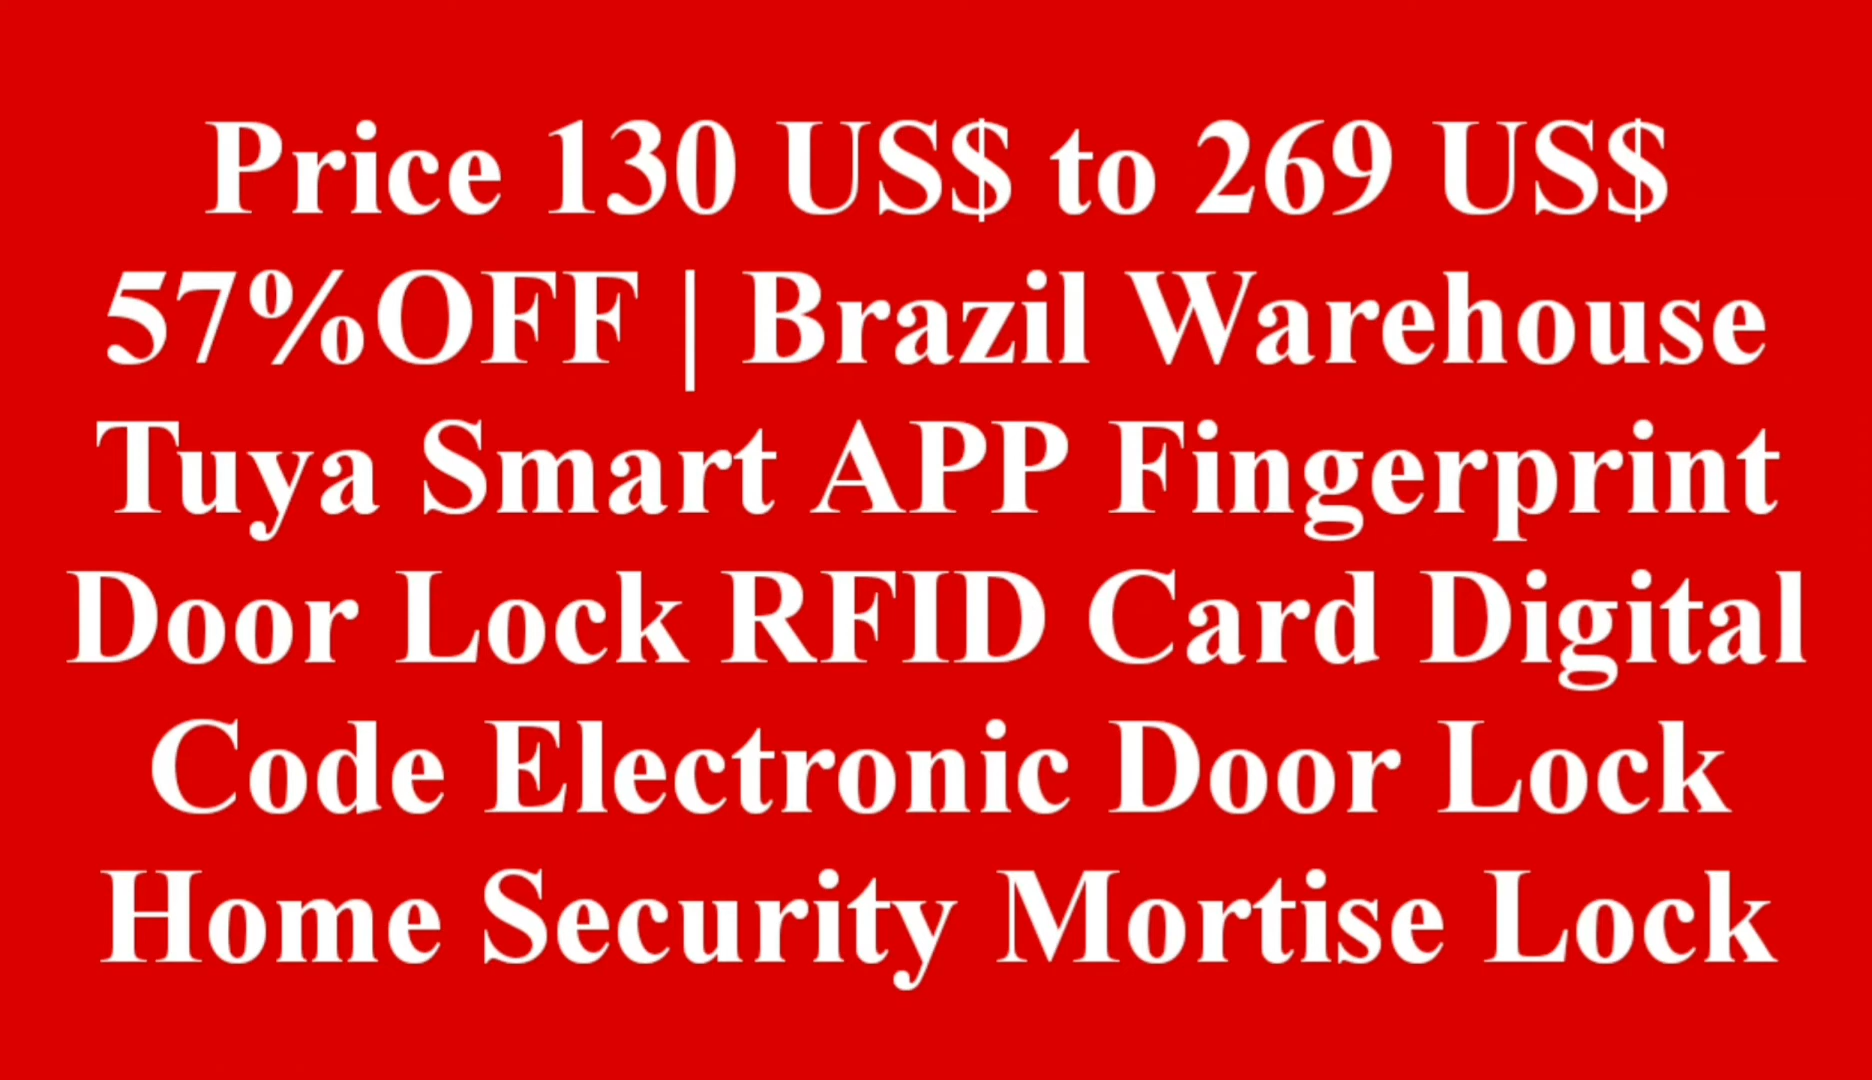 Price 130 US$ to 269 US$
57%OFF | Brazil Warehouse
Tuya Smart APP Fingerprint
Door Lock RFID Card Digital
Code Electronic Door Lock
Home Security Mortise Lock